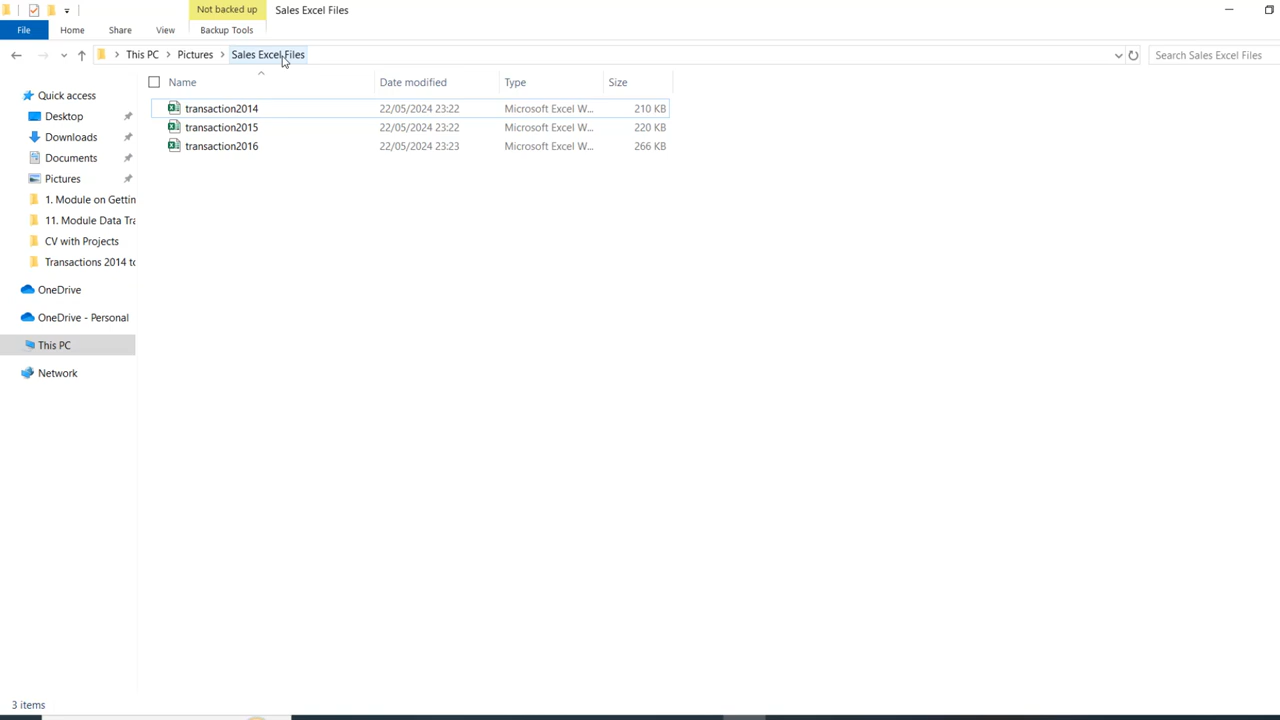 Not backed up Sales Excel Files
File Home Share View Backup Tools
This PC Pictures Sales Excel Files Search Sales Excel Files
Name Date modified Type Size
Quick access
Desktop
Downloads
Documents
Pictures
1. Module on Gettin
11. Module Data Tra
CV with Projects
Transactions 2014 to
OneDrive
OneDrive - Personal
This PC
Network
transaction2014 22/05/2024 23:22 Microsoft Excel W... 210 KB
transaction2015 22/05/2024 23:22 Microsoft Excel W... 220 KB
transaction2016 22/05/2024 23:23 Microsoft Excel W... 266 KB
3 items